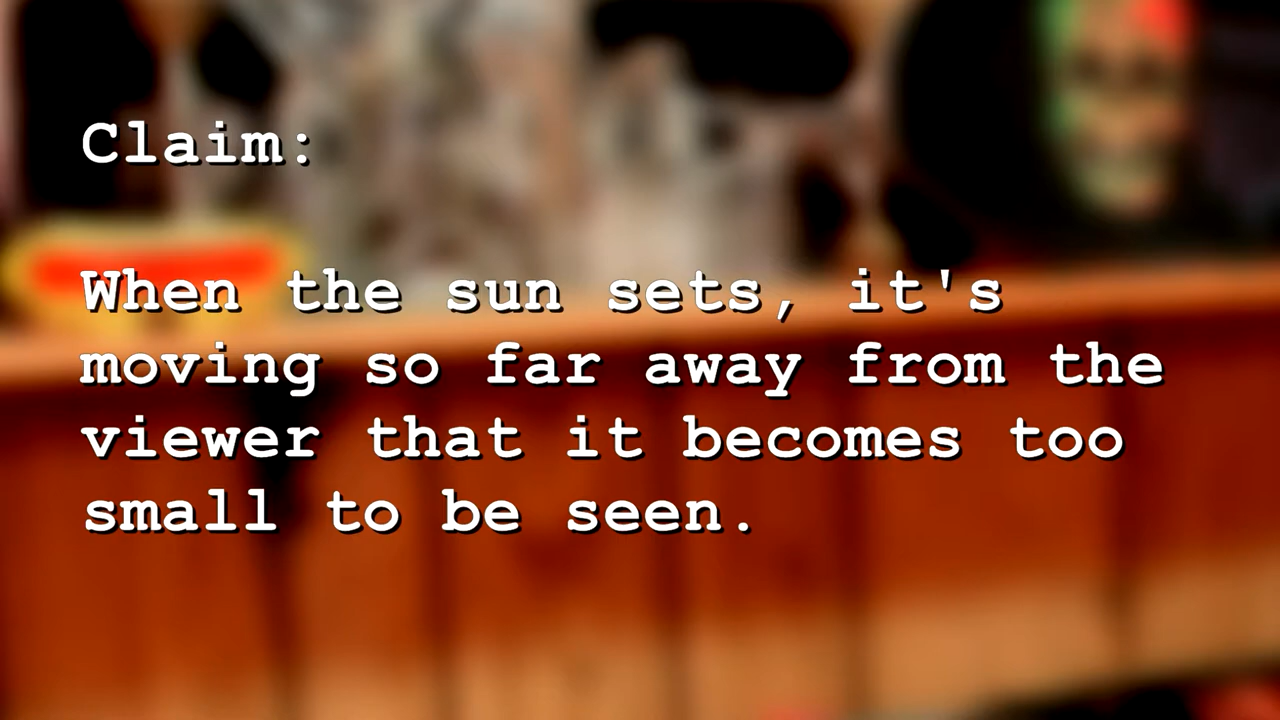 Claim:
When the sun sets, it's
moving so far away from the
viewer that it becomes too
small to be seen.